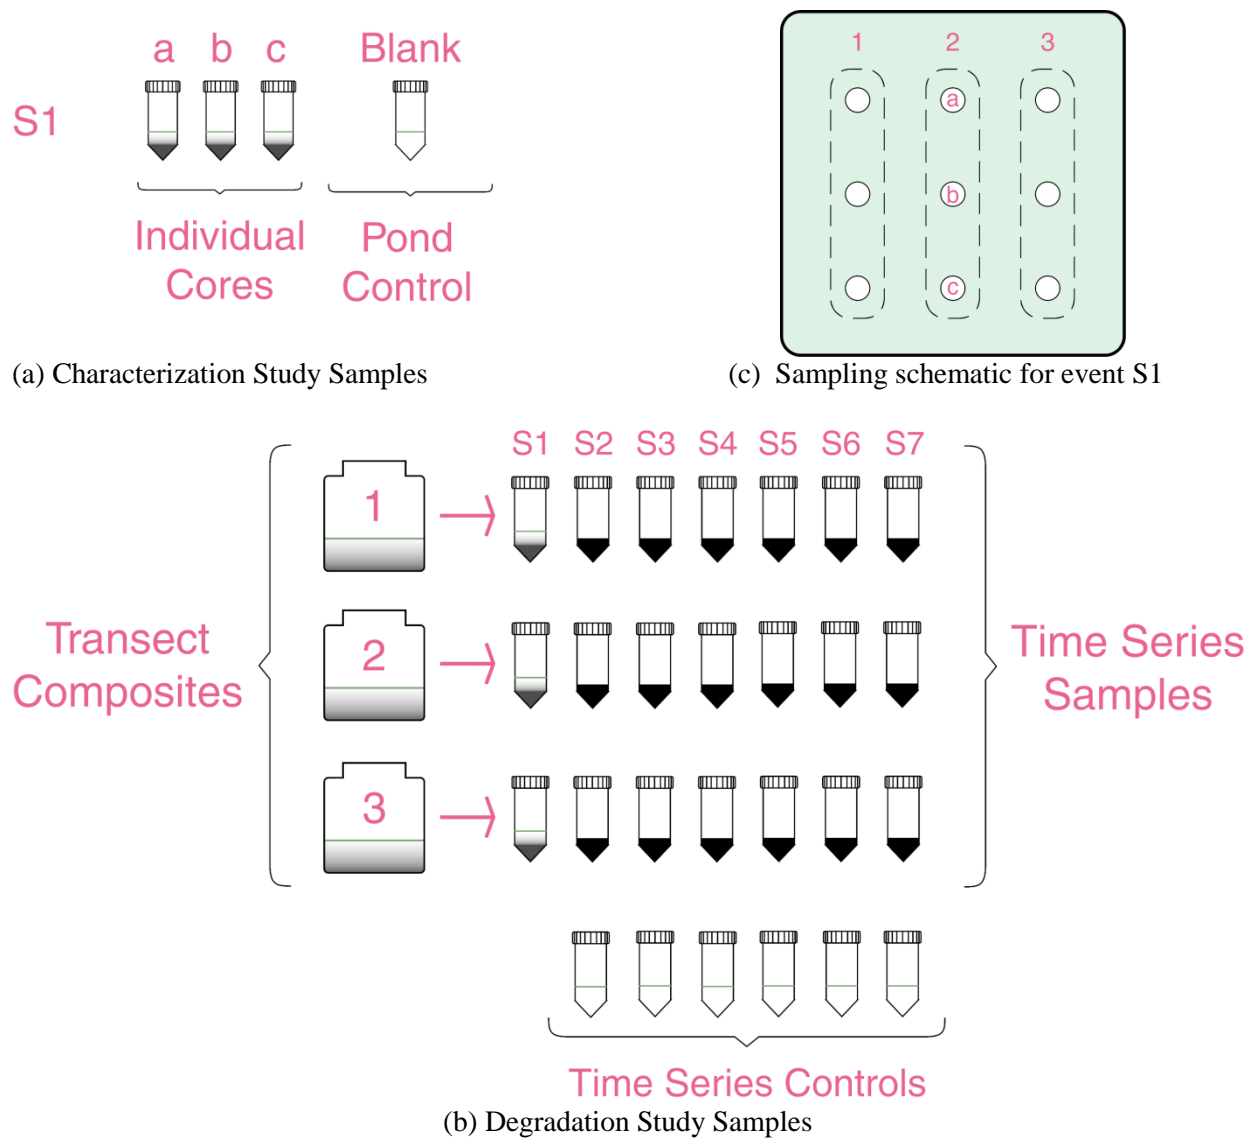 a b c Blank
S1
Individual
Cores
Pond
Control
(a) Characterization Study Samples
1 2 3
a
b
c
(c) Sampling schematic for event S1
S1 S2 S3 S4 S5 S6 S7
Transect
Composites
1
2
3
Time Series
Samples
Time Series Controls
(b) Degradation Study Samples